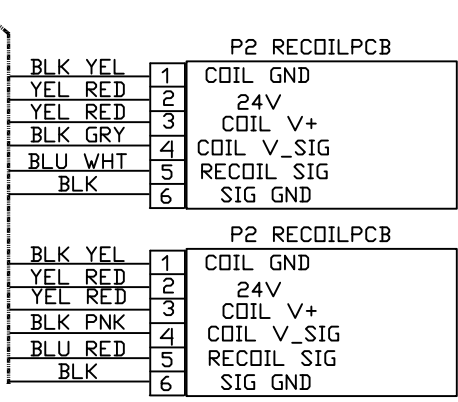 P2 RECOILPCB
BLK YEL 1 COIL GND
YEL RED 2 24V
YEL RED 3 COIL V+
BLK GRY 4 COIL V_SIG
BLU WHT 5 RECOIL SIG
BLK 6 SIG GND
P2 RECOILPCB
BLK YEL 1 COIL GND
YEL RED 2 24V
YEL RED 3 COIL V+
BLK PNK 4 COIL V_SIG
BLU RED 5 RECOIL SIG
BLK 6 SIG GND